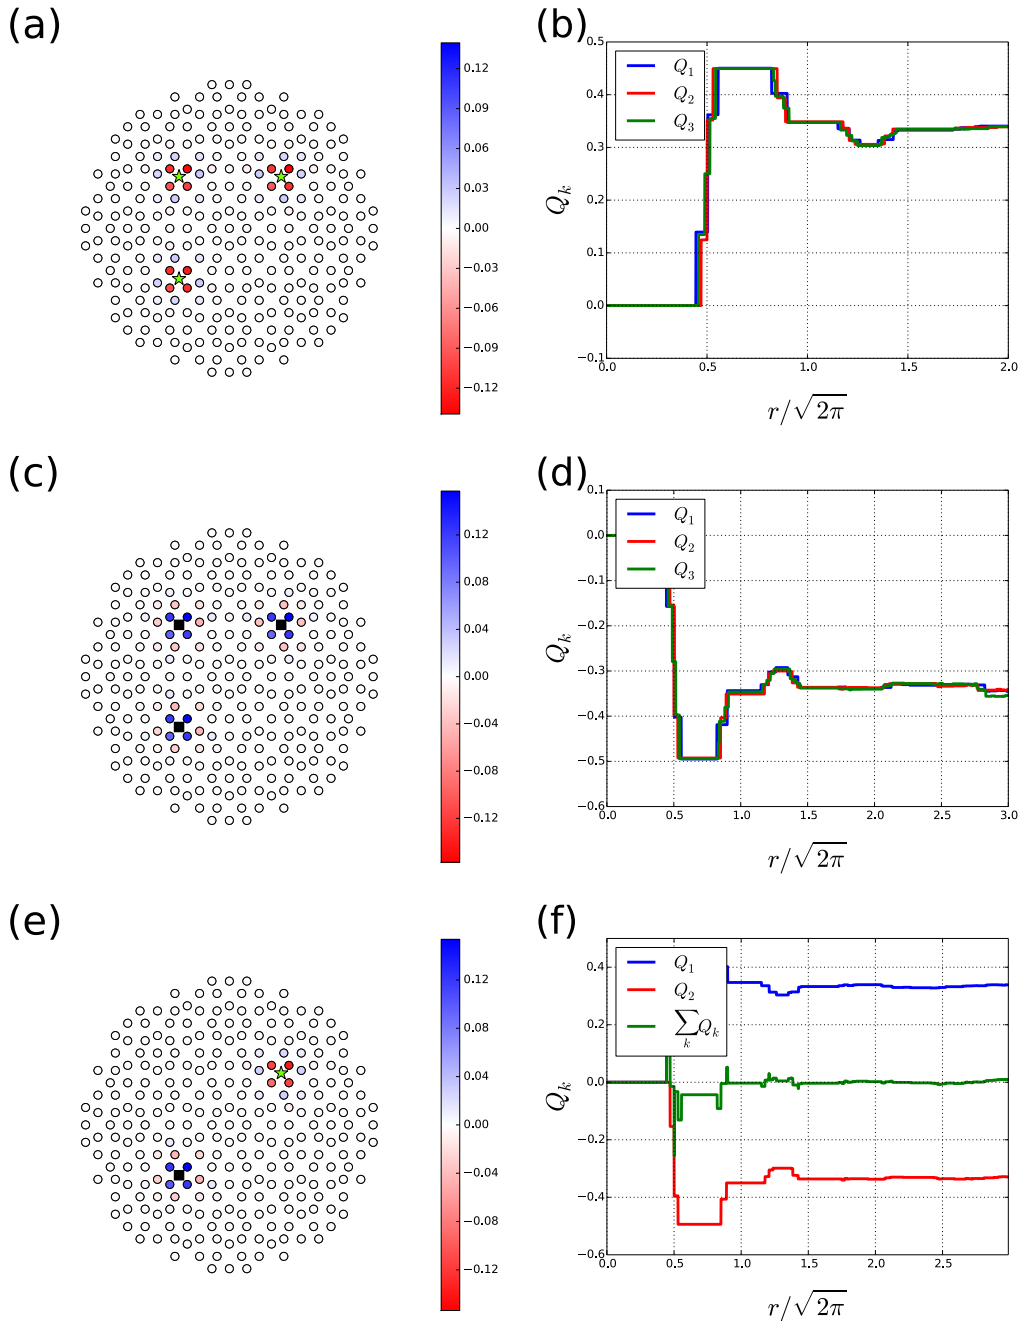 (a)
0.12
0.09
0.06
0.03
0.00
−0.03
−0.06
−0.09
−0.12
(b)
0.5
0.4
0.3
0.2
0.1
0.0
−0.1
Q_k
Q_1
Q_2
Q_3
0.0 0.5 1.0 1.5 2.0
r/√2π
(c)
0.12
0.08
0.04
0.00
−0.04
−0.08
−0.12
(d)
0.1
0.0
−0.1
−0.2
−0.3
−0.4
−0.5
−0.6
Q_k
Q_1
Q_2
Q_3
0.0 0.5 1.0 1.5 2.0 2.5 3.0
r/√2π
(e)
0.12
0.08
0.04
0.00
−0.04
−0.08
−0.12
(f)
0.4
0.2
0.0
−0.2
−0.4
−0.6
Q_k
Q_1
Q_2
∑_k Q_k
0.0 0.5 1.0 1.5 2.0 2.5
r/√2π